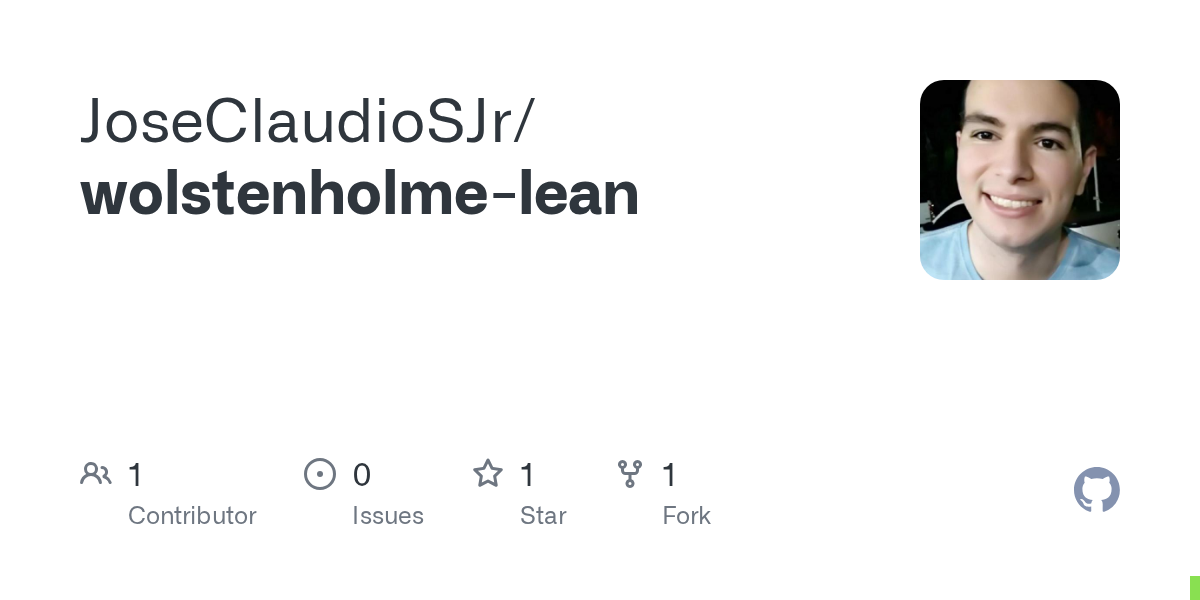 JoseClaudioSJr/
wolstenholme-lean
1
Contributor
0
Issues
1
Star
1
Fork